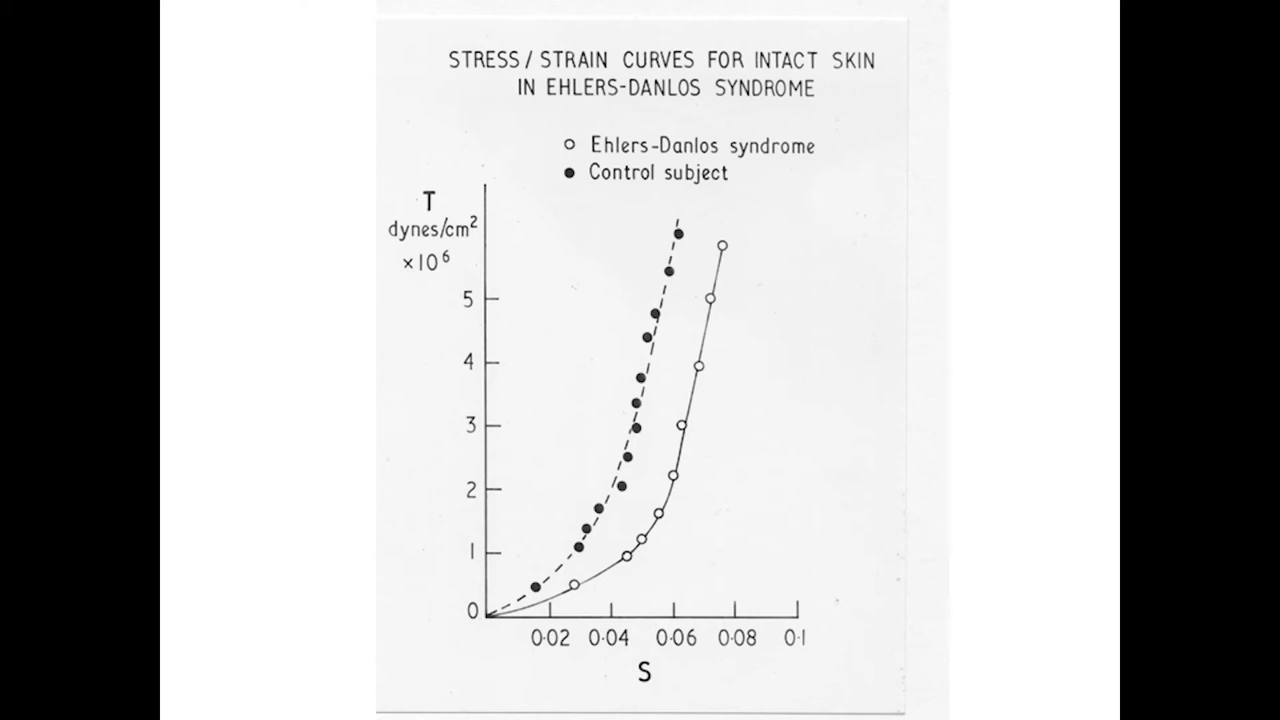 STRESS / STRAIN CURVES FOR INTACT SKIN
IN EHLERS-DANLOS SYNDROME
Ehlers-Danlos syndrome
Control subject
T
dynes/cm²
×10⁶
5
4
3
2
1
0
0·02 0·04 0·06 0·08 0·1
S